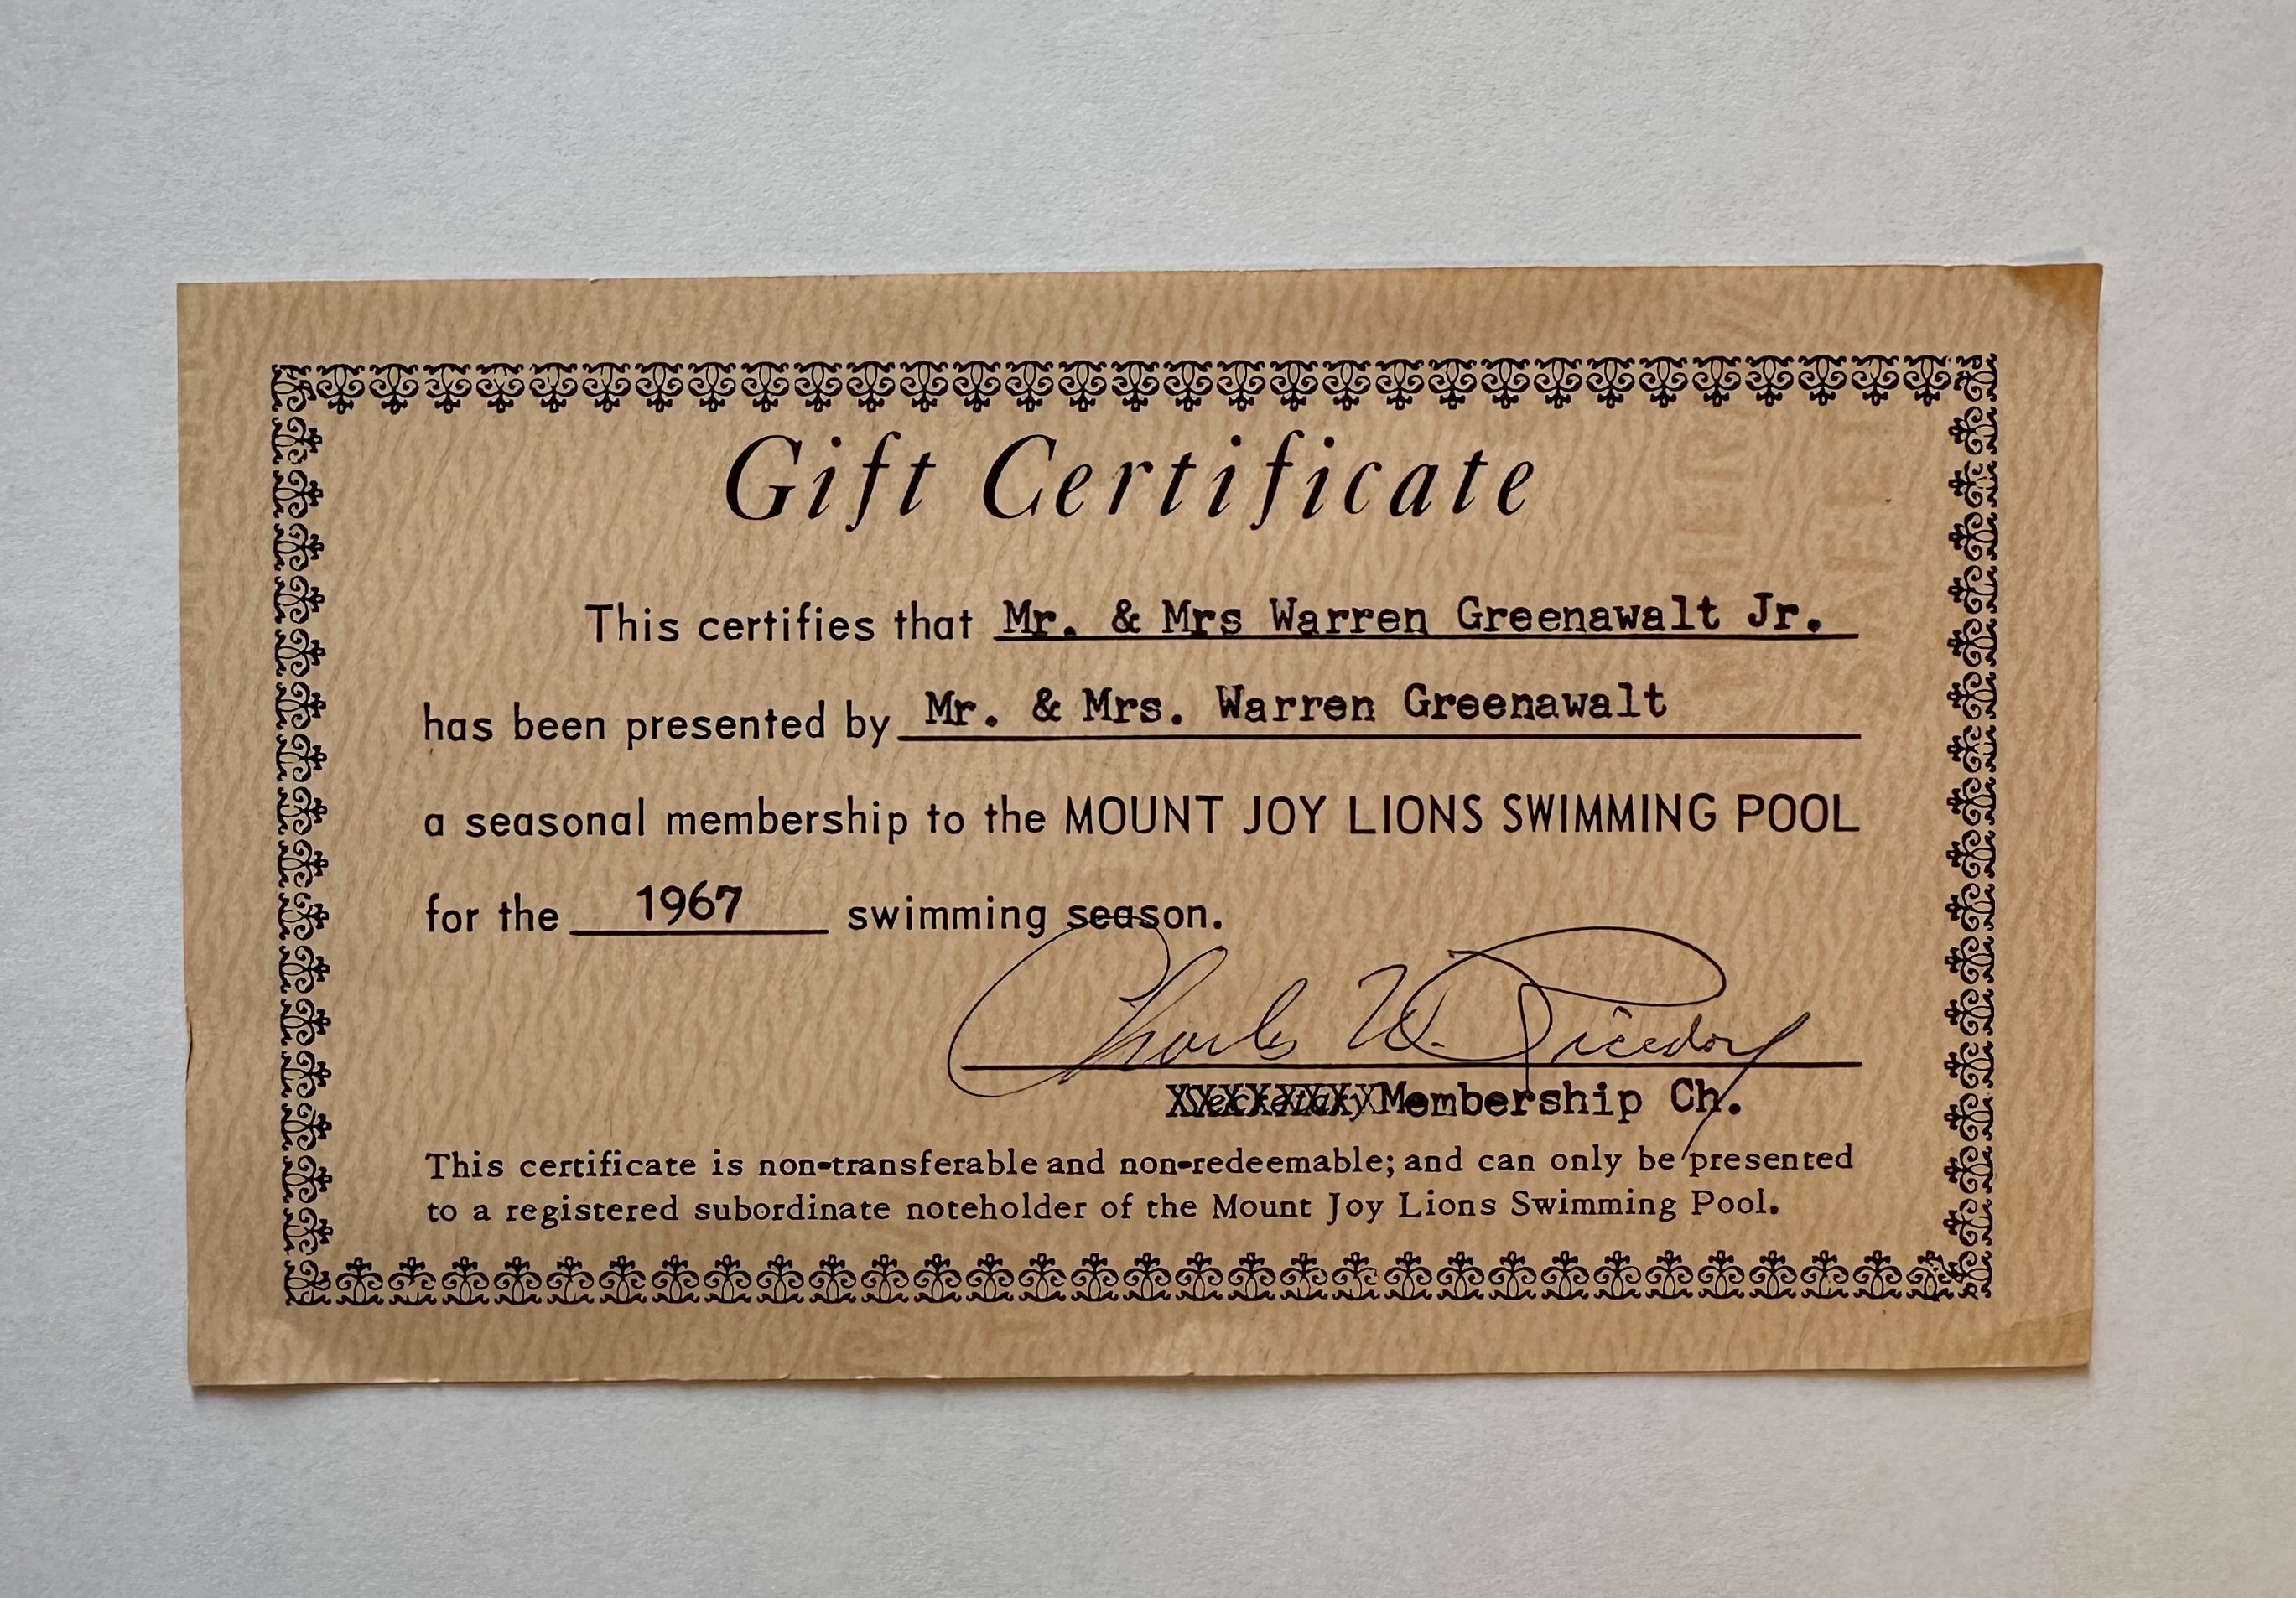 Gift Certificate
This certifies that Mr. & Mrs Warren Greenawalt Jr.
has been presented by Mr. & Mrs. Warren Greenawalt
a seasonal membership to the MOUNT JOY LIONS SWIMMING POOL
for the 1967 swimming season.
Charles W.
XXXXXXXXX Membership Ch.
This certificate is non-transferable and non-redeemable; and can only be presented
to a registered subordinate noteholder of the Mount Joy Lions Swimming Pool.